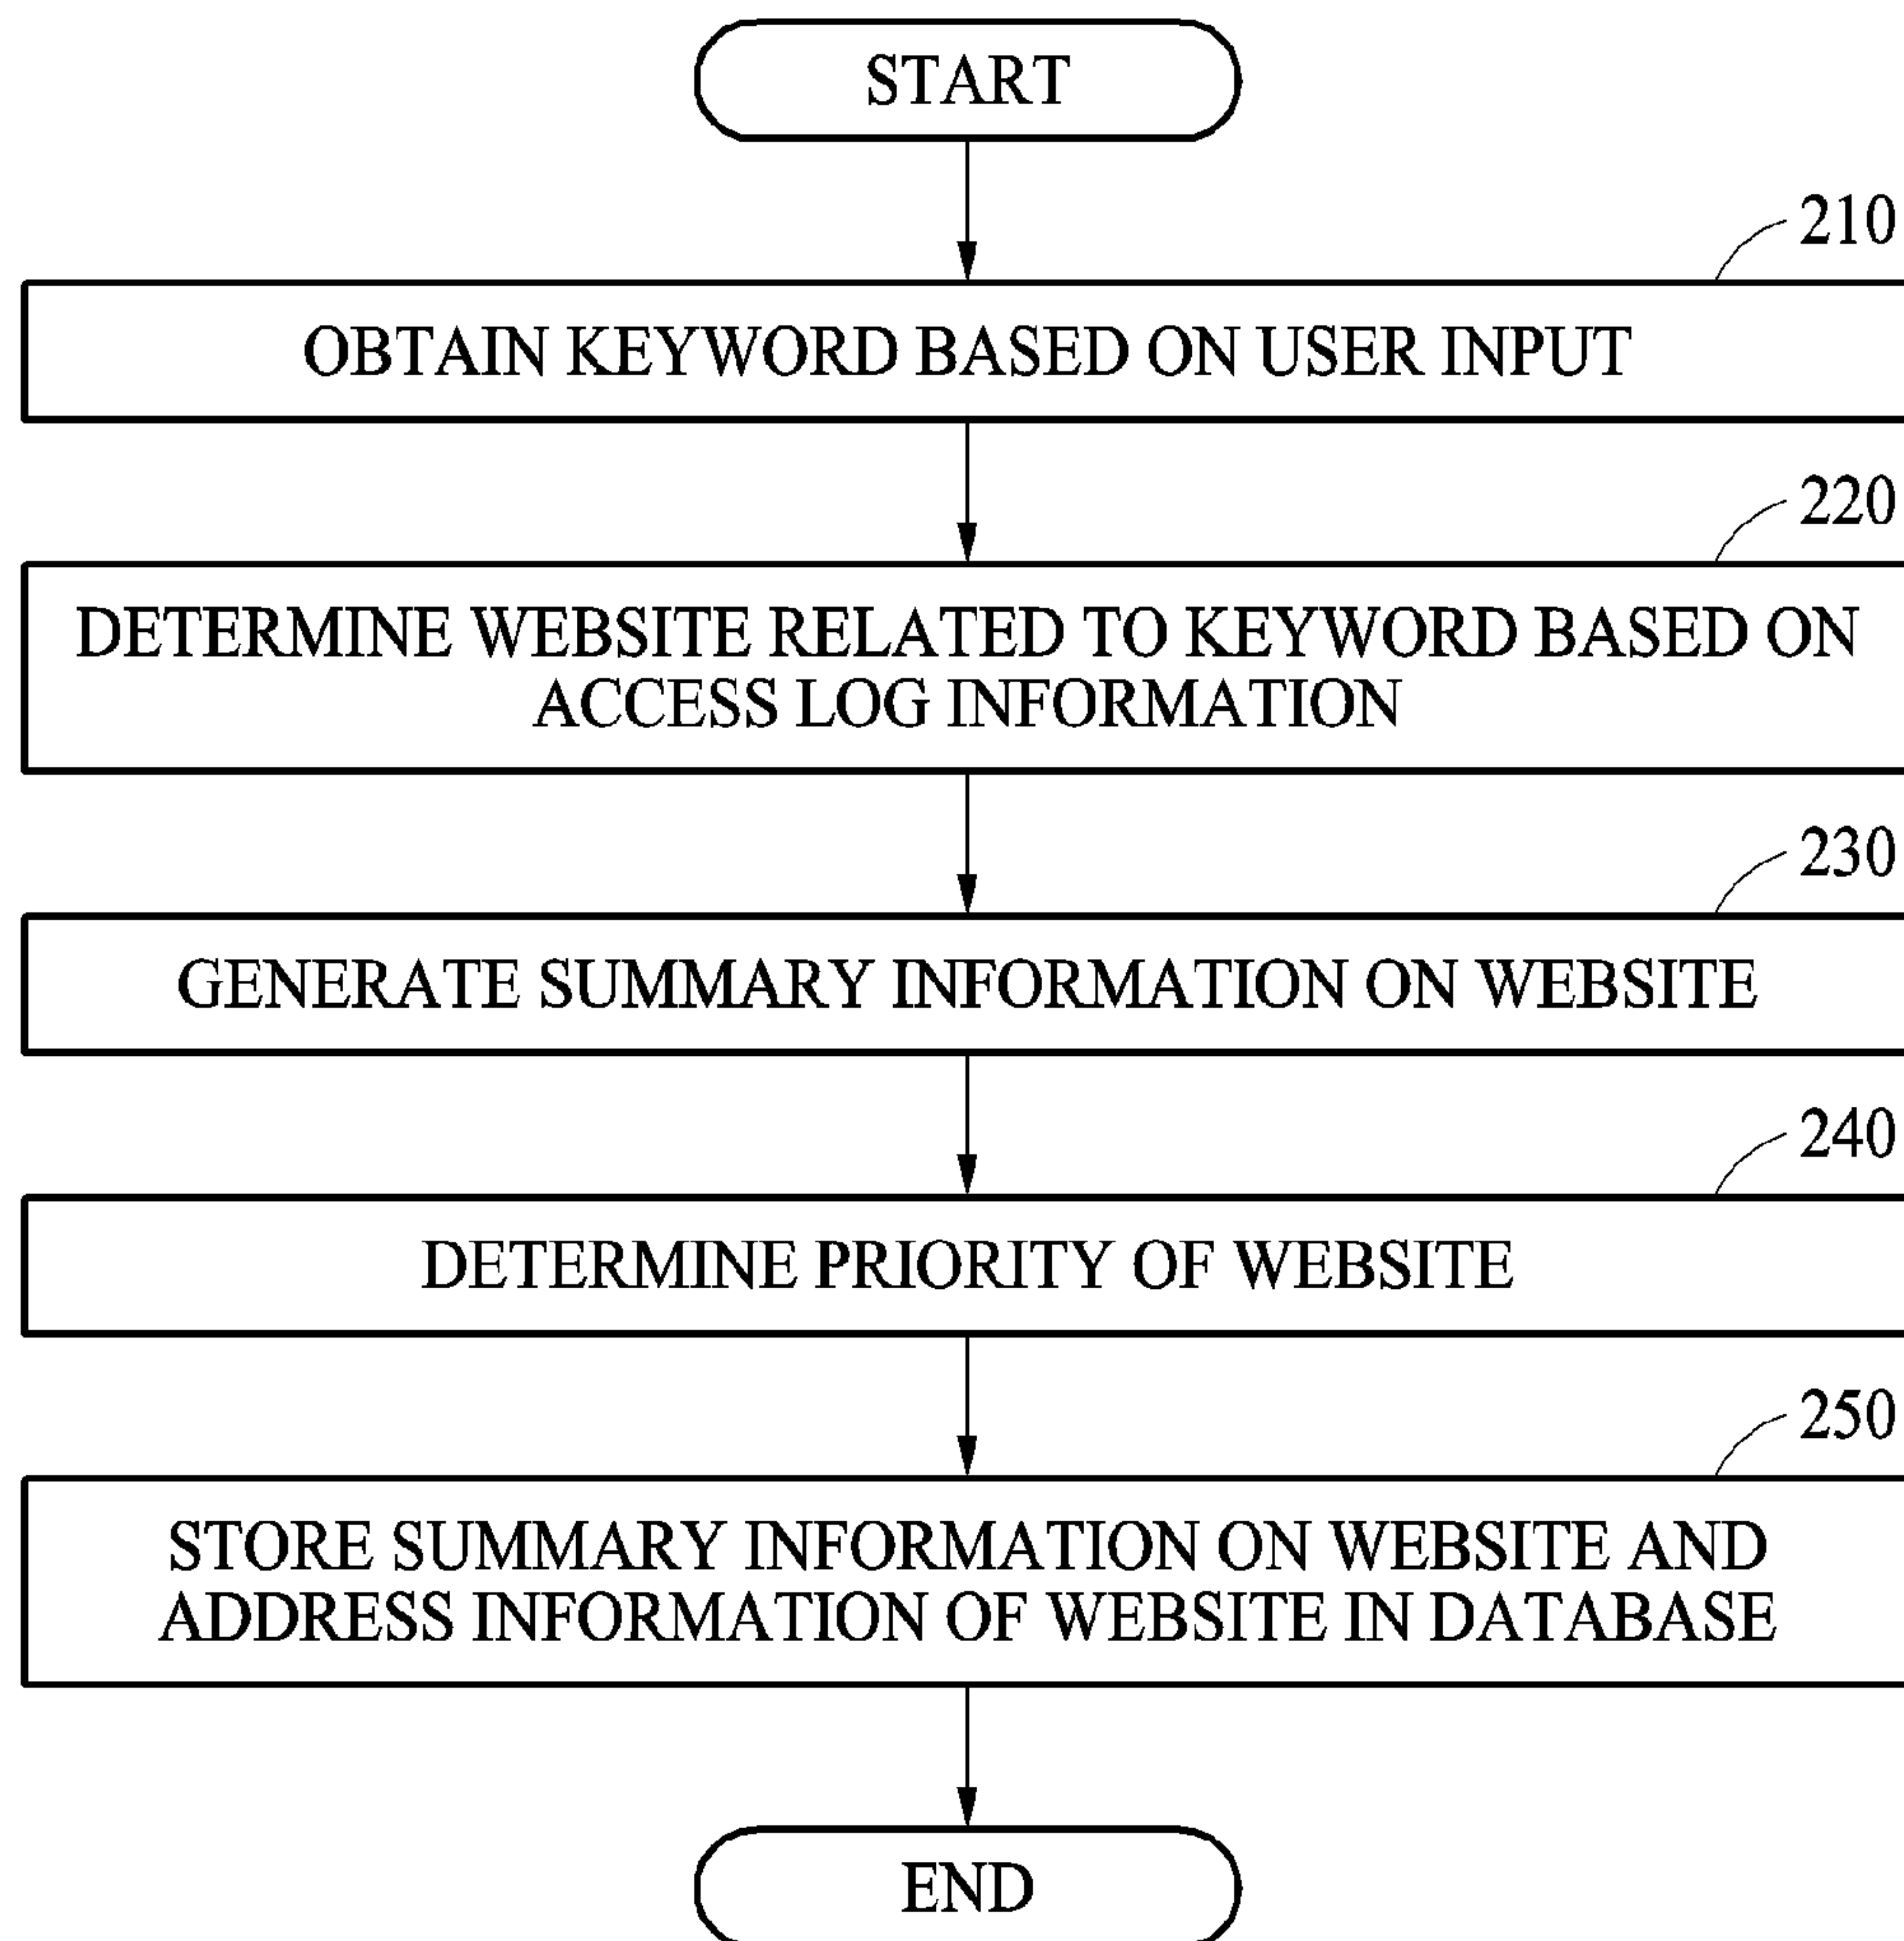 START
210
OBTAIN KEYWORD BASED ON USER INPUT
220
DETERMINE WEBSITE RELATED TO KEYWORD BASED ON
ACCESS LOG INFORMATION
230
GENERATE SUMMARY INFORMATION ON WEBSITE
240
DETERMINE PRIORITY OF WEBSITE
250
STORE SUMMARY INFORMATION ON WEBSITE AND
ADDRESS INFORMATION OF WEBSITE IN DATABASE
END